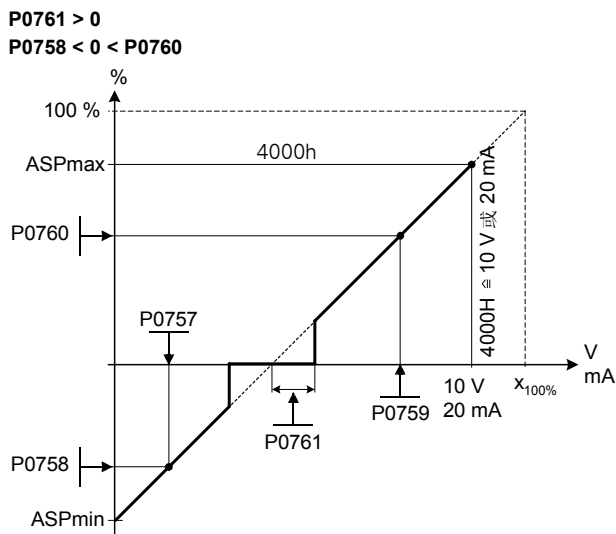 P0761 > 0
P0758 < 0 < P0760
%
100 %
4000h
ASPmax
P0760
4000H ≙ 10 V 或 20 mA
P0757
V
mA
10 V
20 mA
x100%
P0759
P0761
P0758
ASPmin